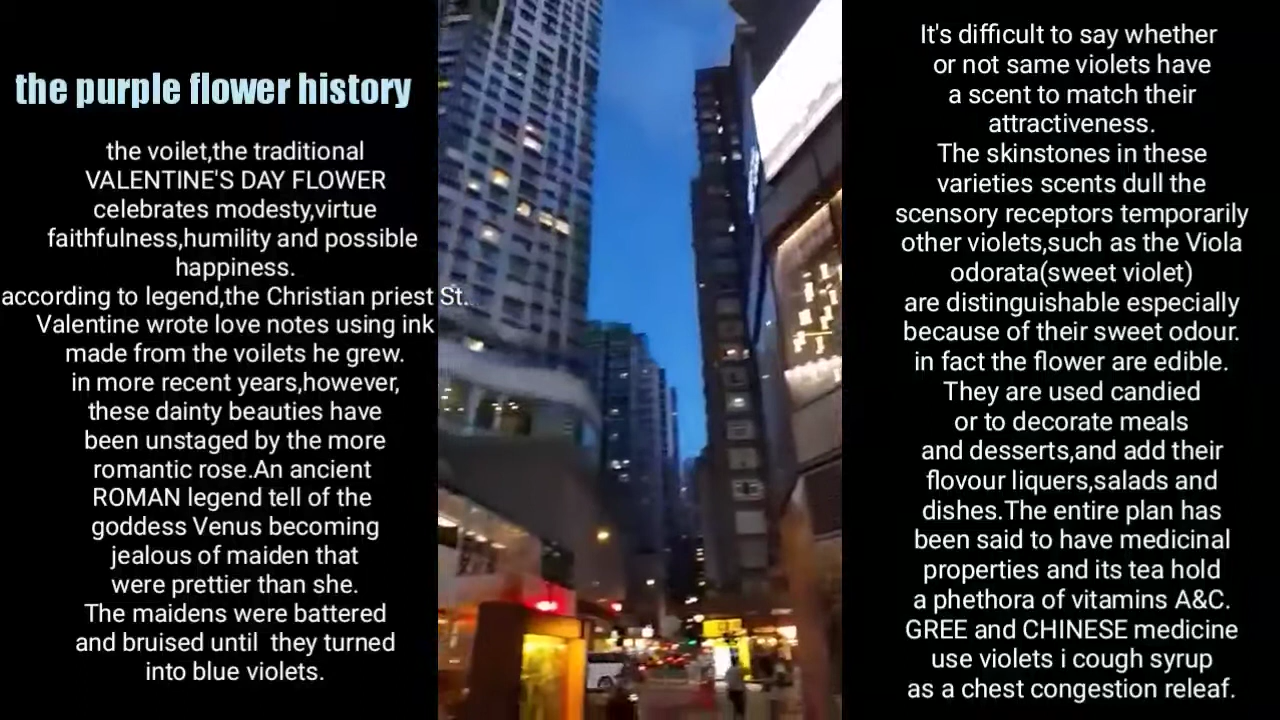 the purple flower history
the voilet,the traditional
VALENTINE'S DAY FLOWER
celebrates modesty,virtue
faithfulness,humility and possible
happiness.
according to legend,the Christian priest St..
Valentine wrote love notes using ink
made from the voilets he grew.
in more recent years,however,
these dainty beauties have
been unstaged by the more
romantic rose.An ancient
ROMAN legend tell of the
goddess Venus becoming
jealous of maiden that
were prettier than she.
The maidens were battered
and bruised until they turned
into blue violets.
It's difficult to say whether
or not same violets have
a scent to match their
attractiveness.
The skinstones in these
varieties scents dull the
scensory receptors temporarily
other violets,such as the Viola
odorata(sweet violet)
are distinguishable especially
because of their sweet odour.
in fact the flower are edible.
They are used candied
or to decorate meals
and desserts,and add their
flovour liquers,salads and
dishes.The entire plan has
been said to have medicinal
properties and its tea hold
a phethora of vitamins A&C.
GREE and CHINESE medicine
use violets i cough syrup
as a chest congestion releaf.